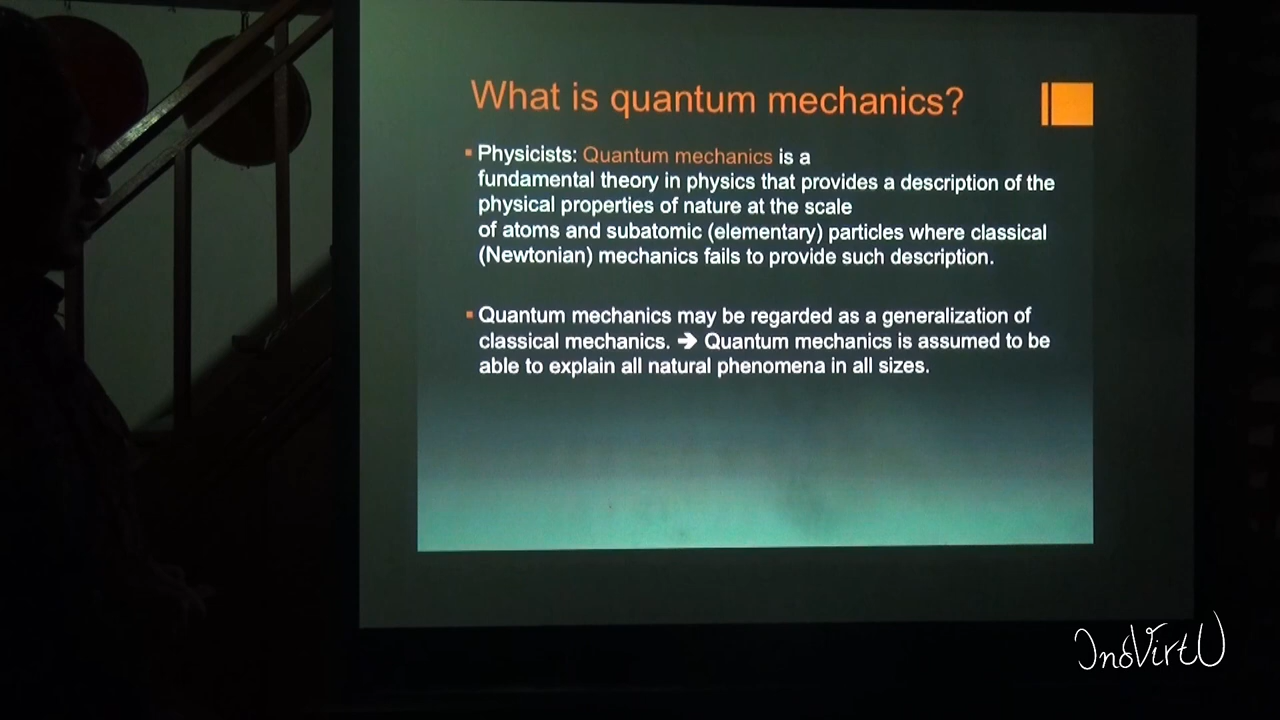 What is quantum mechanics?
▪ Physicists: Quantum mechanics is a
fundamental theory in physics that provides a description of the
physical properties of nature at the scale
of atoms and subatomic (elementary) particles where classical
(Newtonian) mechanics fails to provide such description.
▪ Quantum mechanics may be regarded as a generalization of
classical mechanics. ➔ Quantum mechanics is assumed to be
able to explain all natural phenomena in all sizes.
InoVirtU